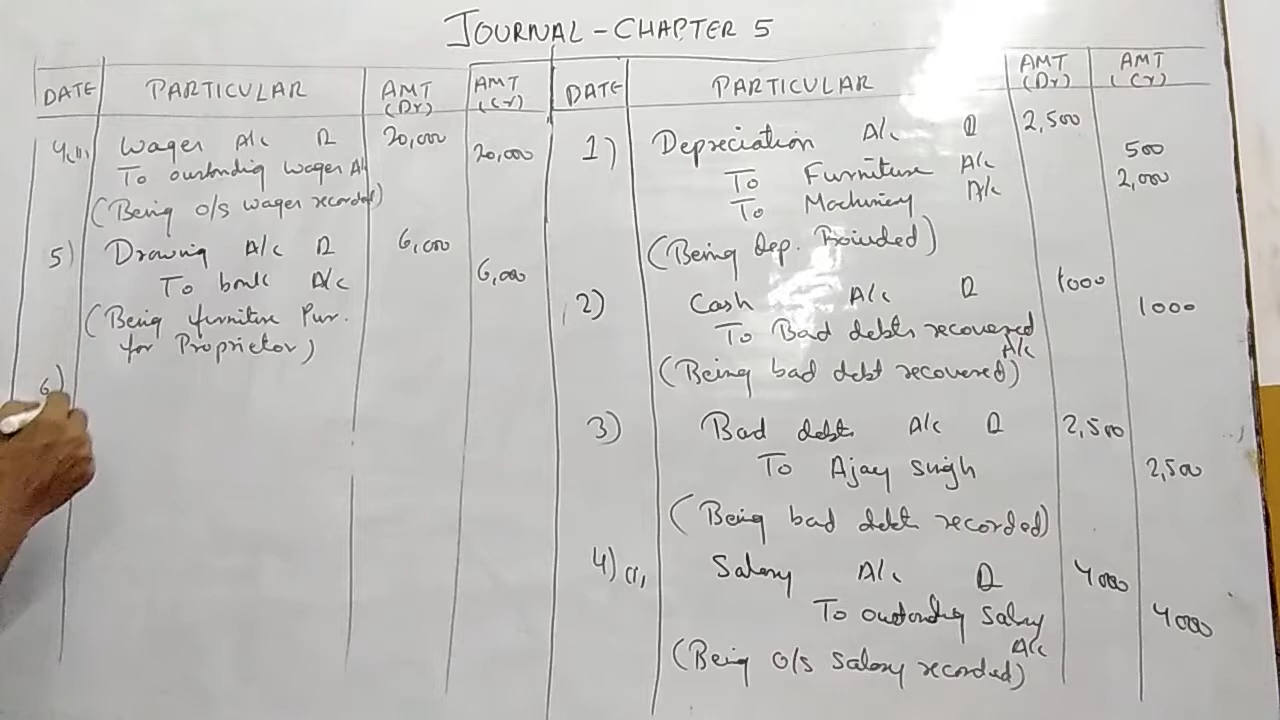 JOURNAL - CHAPTER 5
DATE PARTICULAR AMT (Dr) AMT (Cr)
4(ii) Wages A/c Dr 20,000
To oustanding wages A/c 20,000
(Being o/s wages recorded)
5) Drawing A/c Dr 6,000
To bank A/c 6,000
(Being furniture Pur.
for Proprietor)
6)
DATE PARTICULAR AMT (Dr) AMT (Cr)
1) Depreciation A/c Dr 2,500
To Furniture A/c 500
To Machinery A/c 2,000
(Being dep. Provided)
2) Cash A/c Dr 1000
To Bad debts recovered 1000
A/c
(Being bad debt recovered)
3) Bad debts A/c Dr 2,500
To Ajay Singh 2,500
(Being bad debts recorded)
4) (i) Salary A/c Dr 4000
To oustanding Salary 4000
A/c
(Being o/s salary recorded)